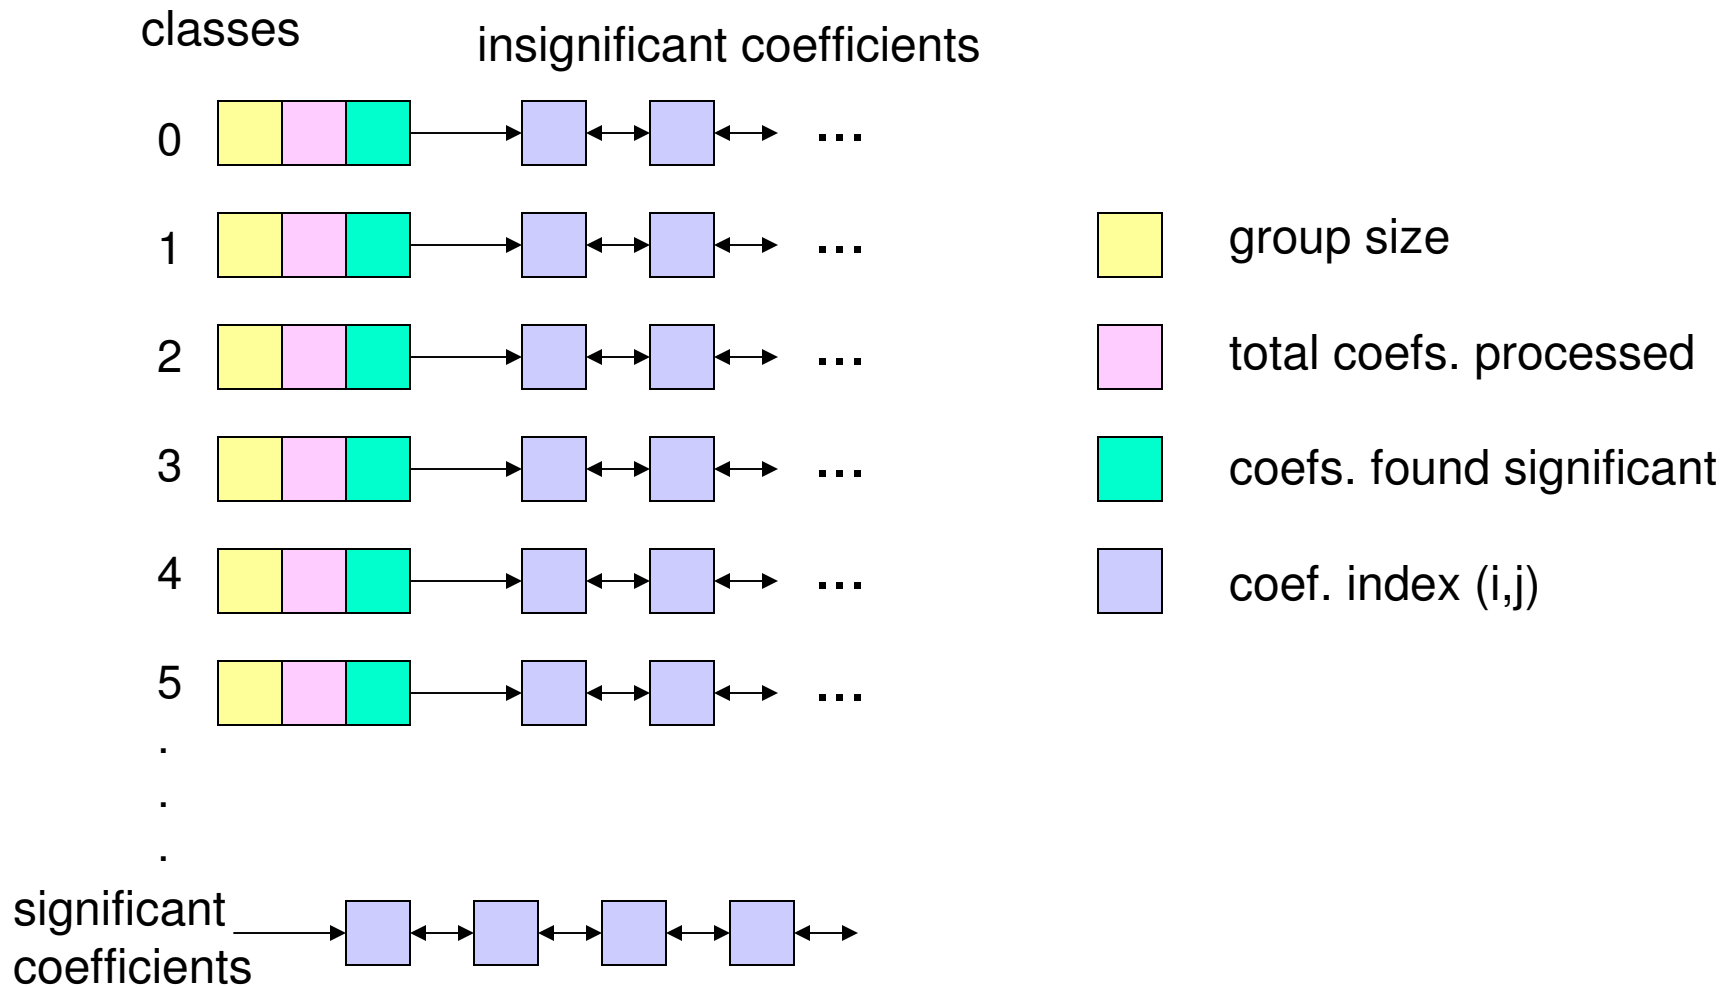 classes
insignificant coefficients
0
...
1
...
group size
2
...
total coefs. processed
3
...
coefs. found significant
4
...
coef. index (i,j)
5
...
.
.
.
significant
coefficients